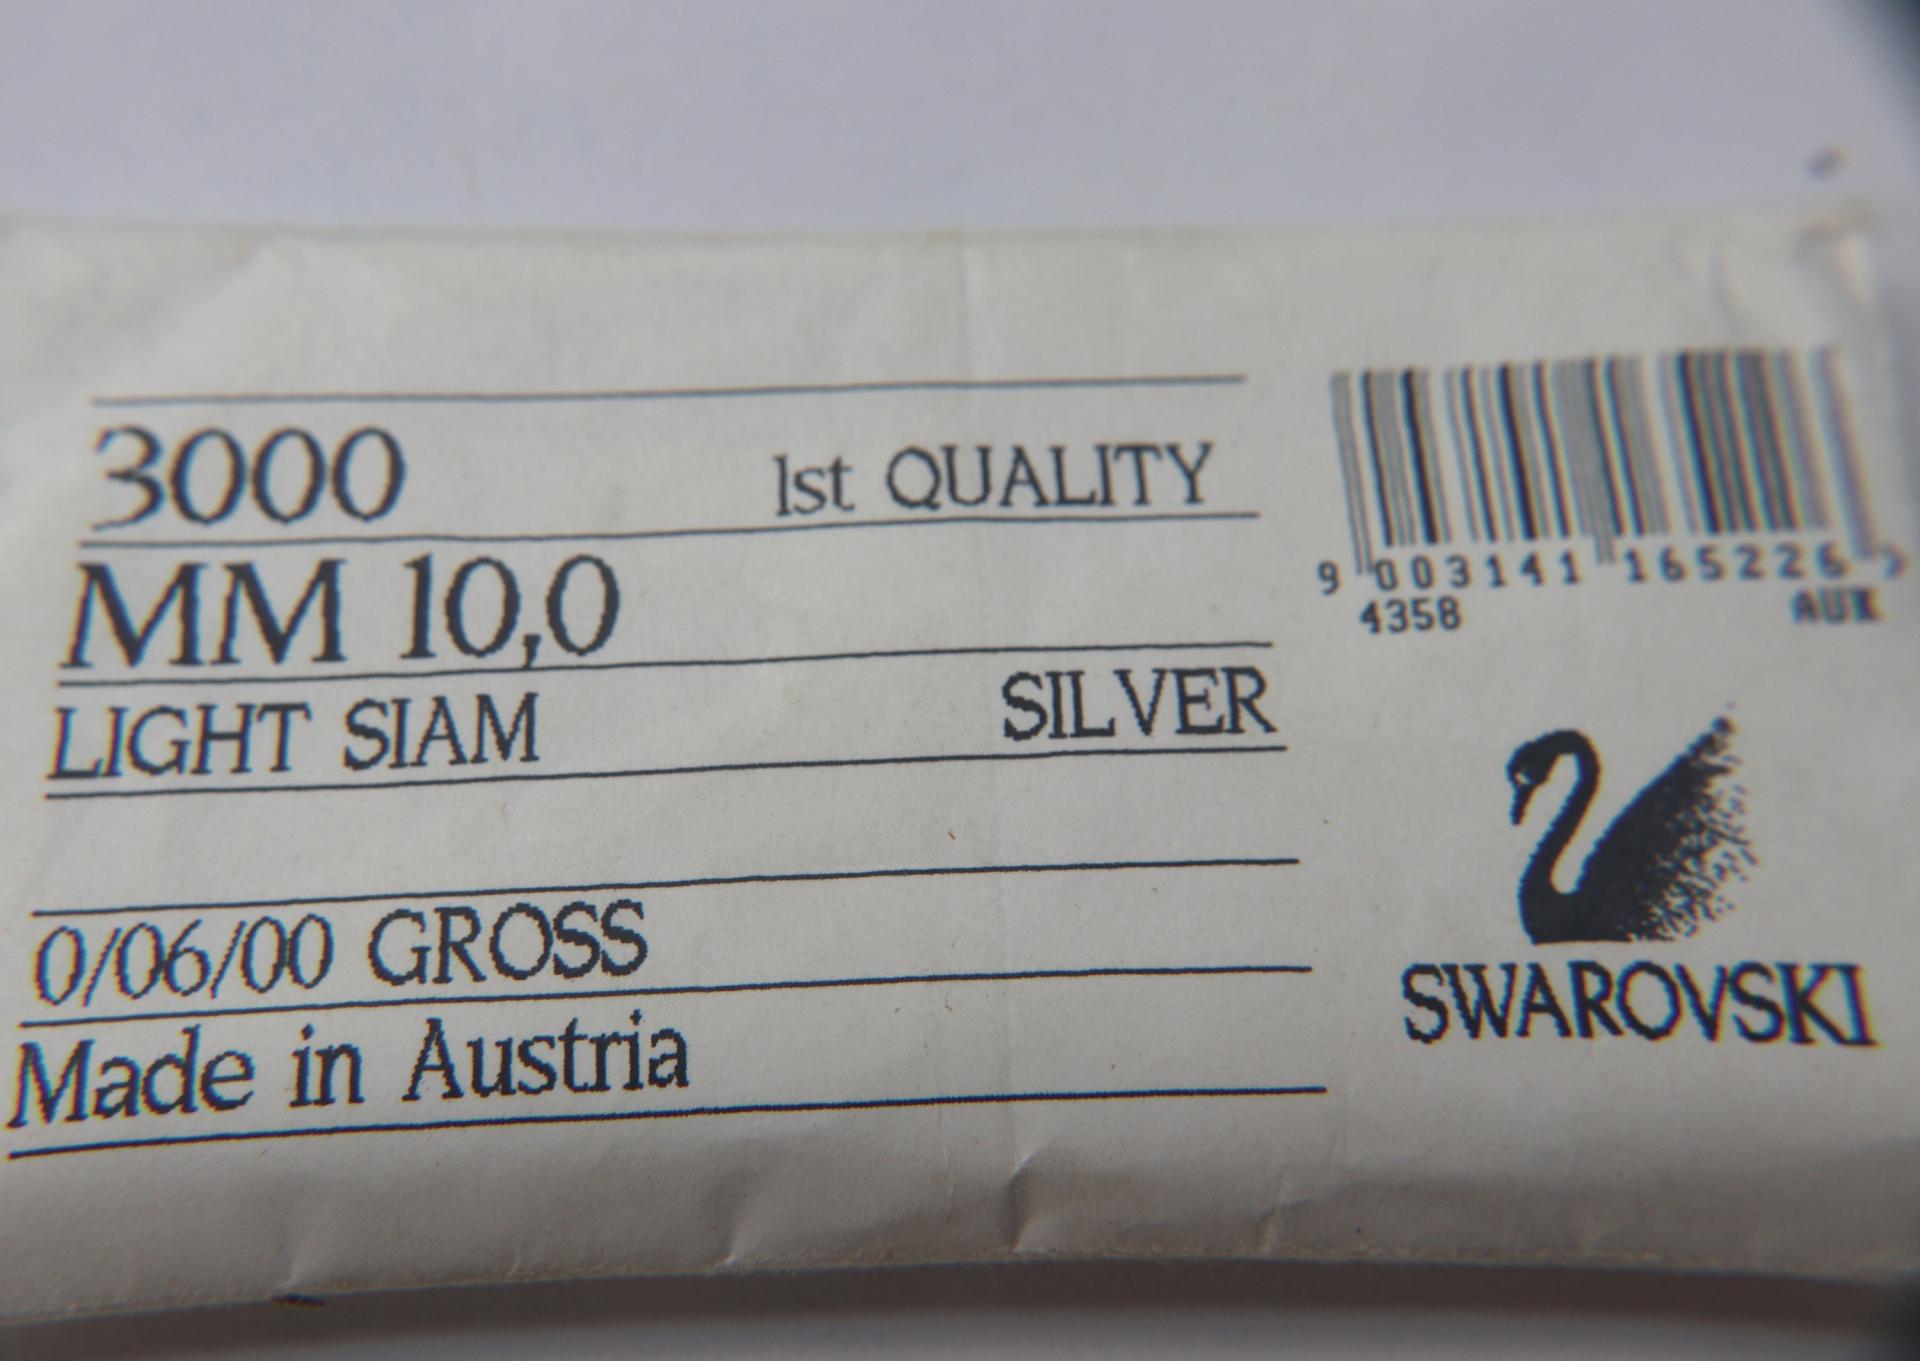 3000 1st QUALITY
MM 10,0
LIGHT SIAM SILVER
0/06/00 GROSS
Made in Austria
9 003141 165226 >
4358 AUX
SWAROVSKI